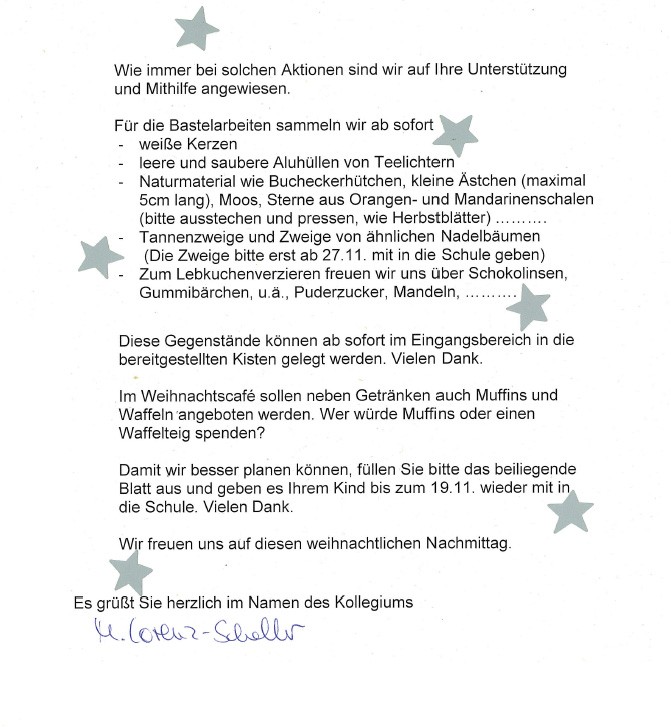 Wie immer bei solchen Aktionen sind wir auf Ihre Unterstützung
und Mithilfe angewiesen.
Für die Bastelarbeiten sammeln wir ab sofort
- weiße Kerzen
- leere und saubere Aluhüllen von Teelichtern
- Naturmaterial wie Bucheckerhütchen, kleine Ästchen (maximal
5cm lang), Moos, Sterne aus Orangen- und Mandarinenschalen
(bitte ausstechen und pressen, wie Herbstblätter) ..........
- Tannenzweige und Zweige von ähnlichen Nadelbäumen
(Die Zweige bitte erst ab 27.11. mit in die Schule geben)
- Zum Lebkuchenverzieren freuen wir uns über Schokolinsen,
Gummibärchen, u.ä., Puderzucker, Mandeln, ..........
Diese Gegenstände können ab sofort im Eingangsbereich in die
bereitgestellten Kisten gelegt werden. Vielen Dank.
Im Weihnachtscafé sollen neben Getränken auch Muffins und
Waffeln angeboten werden. Wer würde Muffins oder einen
Waffelteig spenden?
Damit wir besser planen können, füllen Sie bitte das beiliegende
Blatt aus und geben es Ihrem Kind bis zum 19.11. wieder mit in
die Schule. Vielen Dank.
Wir freuen uns auf diesen weihnachtlichen Nachmittag.
Es grüßt Sie herzlich im Namen des Kollegiums
M. Lorenz-Scheller